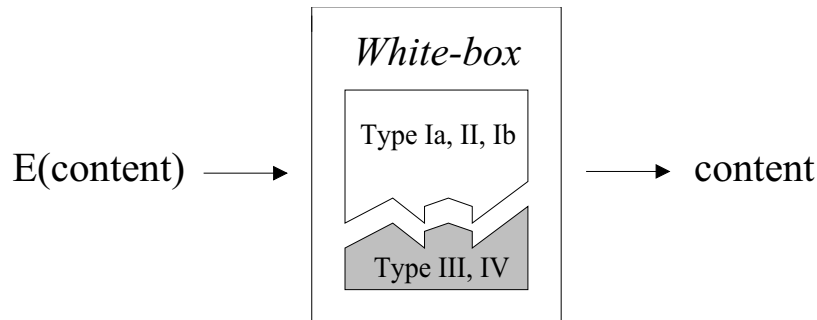 White-box
Type Ia, II, Ib
E(content)
content
Type III, IV